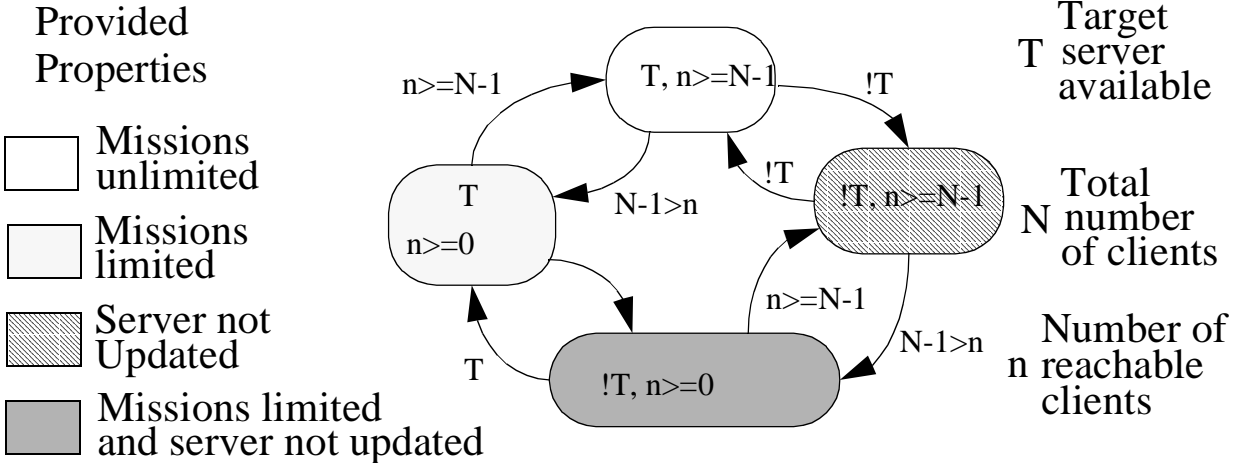 Provided
Properties
Missions
unlimited
Missions
limited
Server not
Updated
Missions limited
and server not updated
n>=N-1
T, n>=N-1
!T
!T
N-1>n
T
n>=0
!T, n>=N-1
n>=N-1
N-1>n
T
!T, n>=0
Target
T server
available
Total
N number
of clients
Number of
n reachable
clients